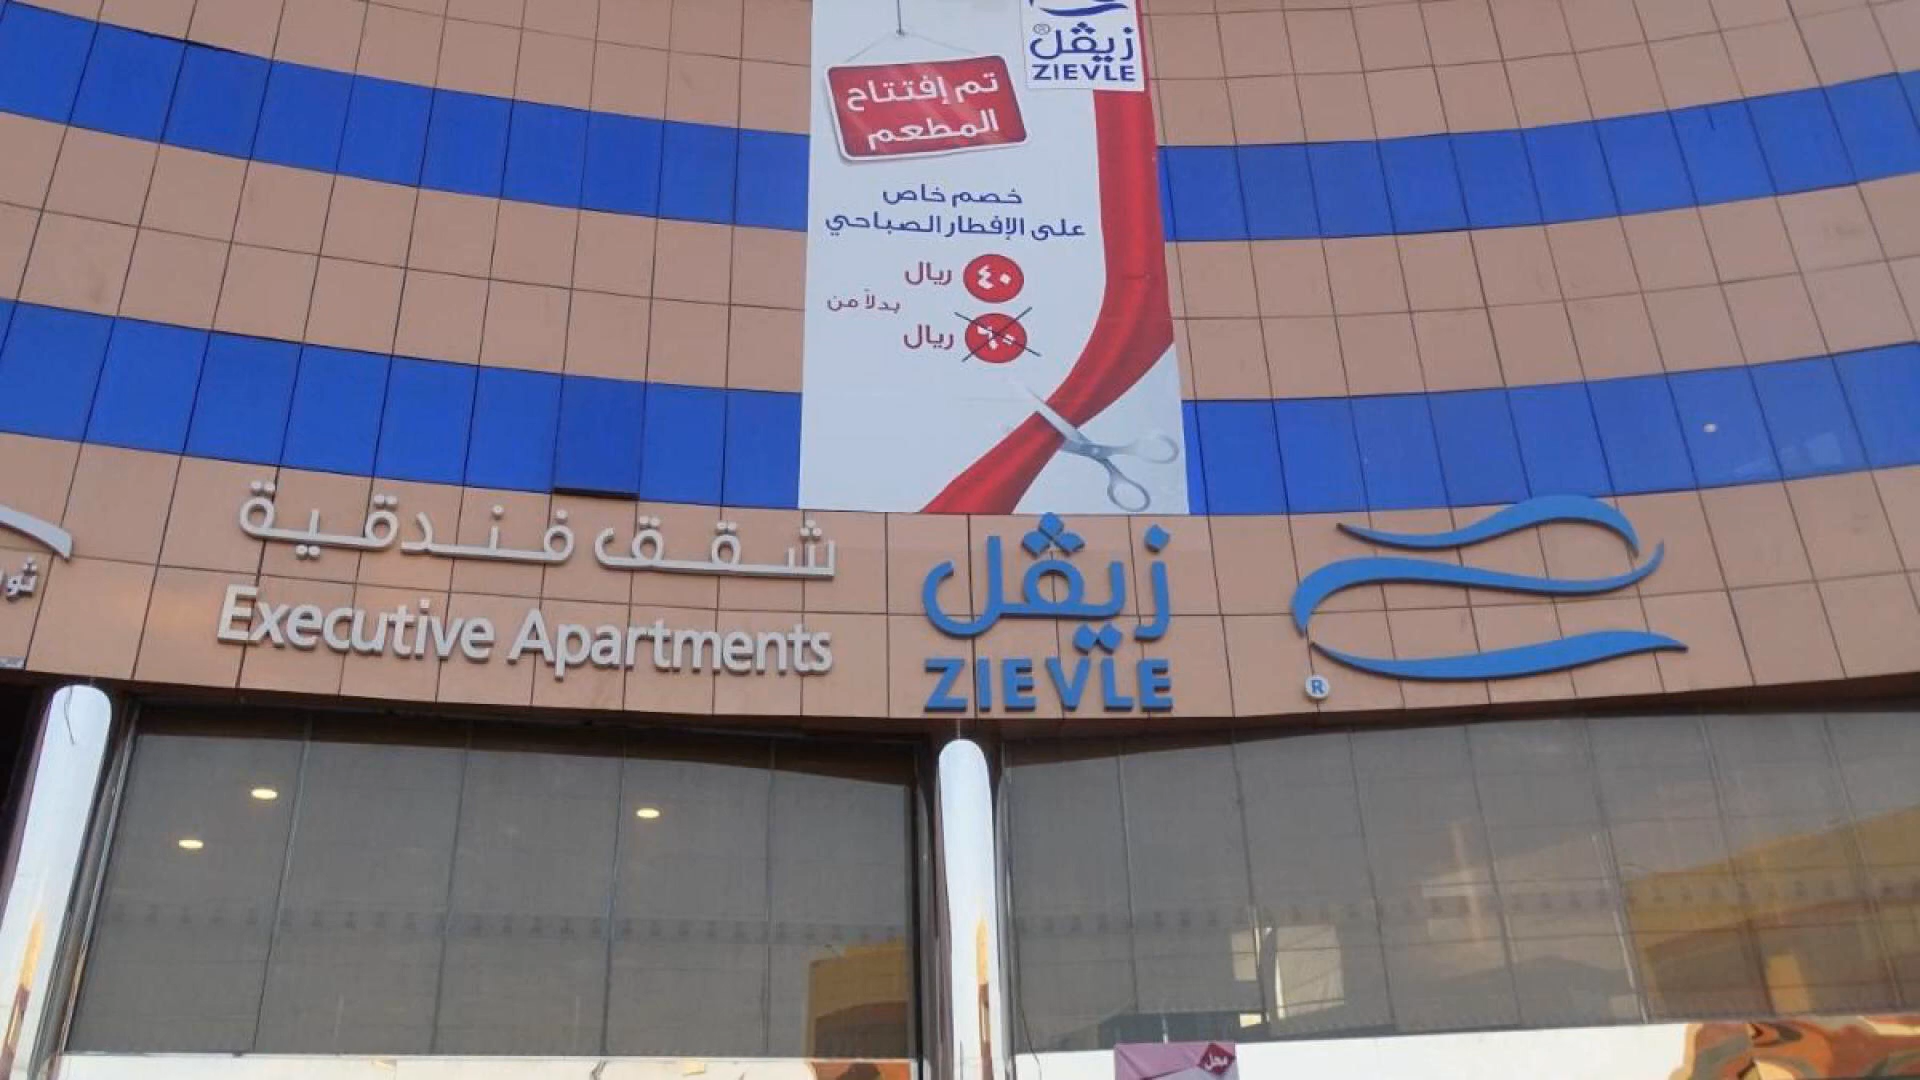 زيڤل
ZIEVLE
تم إفتتاح
المطعم
خصم خاص
على الإفطار الصباحي
٤٠ ريال
بدلاً من
٦٠ ريال
شقق فندقية
Executive Apartments
زيڤل
ZIEVLE
محل